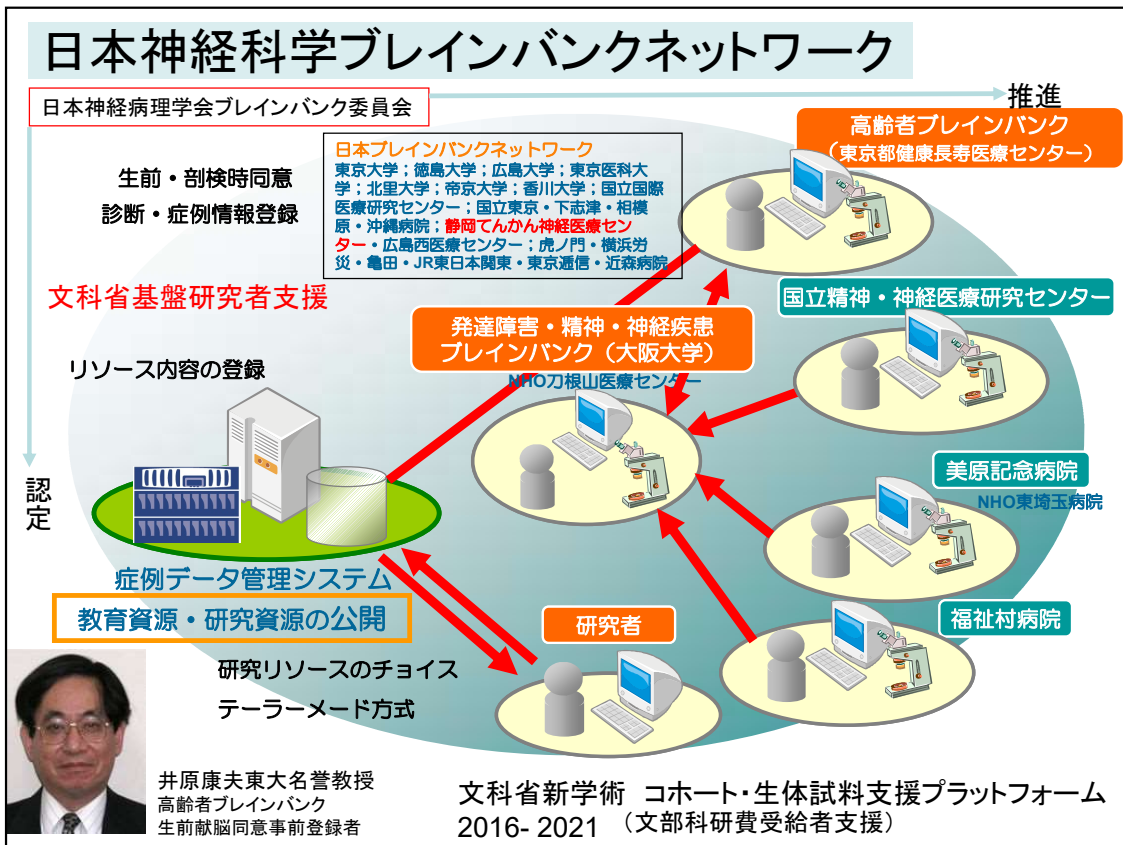 日本神経科学ブレインバンクネットワーク
日本神経病理学会ブレインバンク委員会
推進
高齢者ブレインバンク
（東京都健康長寿医療センター）
生前・剖検時同意
診断・症例情報登録
日本ブレインバンクネットワーク
東京大学；徳島大学；広島大学；東京医科大
学；北里大学；帝京大学；香川大学；国立国際
医療研究センター；国立東京・下志津・相模
原・沖縄病院；静岡てんかん神経医療セン
ター・広島西医療センター；虎ノ門・横浜労
災・亀田・JR東日本関東・東京逓信・近森病院
文科省基盤研究者支援
国立精神・神経医療研究センター
発達障害・精神・神経疾患
ブレインバンク（大阪大学）
NHO刀根山医療センター
リソース内容の登録
認定
美原記念病院
NHO東埼玉病院
症例データ管理システム
教育資源・研究資源の公開
研究者
福祉村病院
研究リソースのチョイス
テーラーメード方式
井原康夫東大名誉教授
高齢者ブレインバンク
生前献脳同意事前登録者
文科省新学術 コホート・生体試料支援プラットフォーム
2016- 2021 （文部科研費受給者支援）